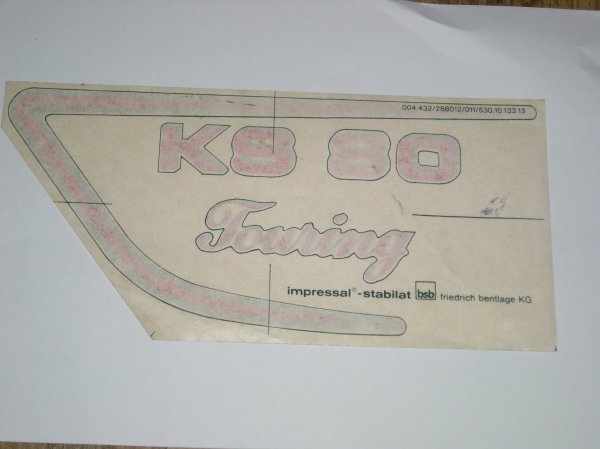 004.432/288012/011/530.10.133.13
KS 80
Touring
impressal®-stabilat bsb friedrich bentlage KG